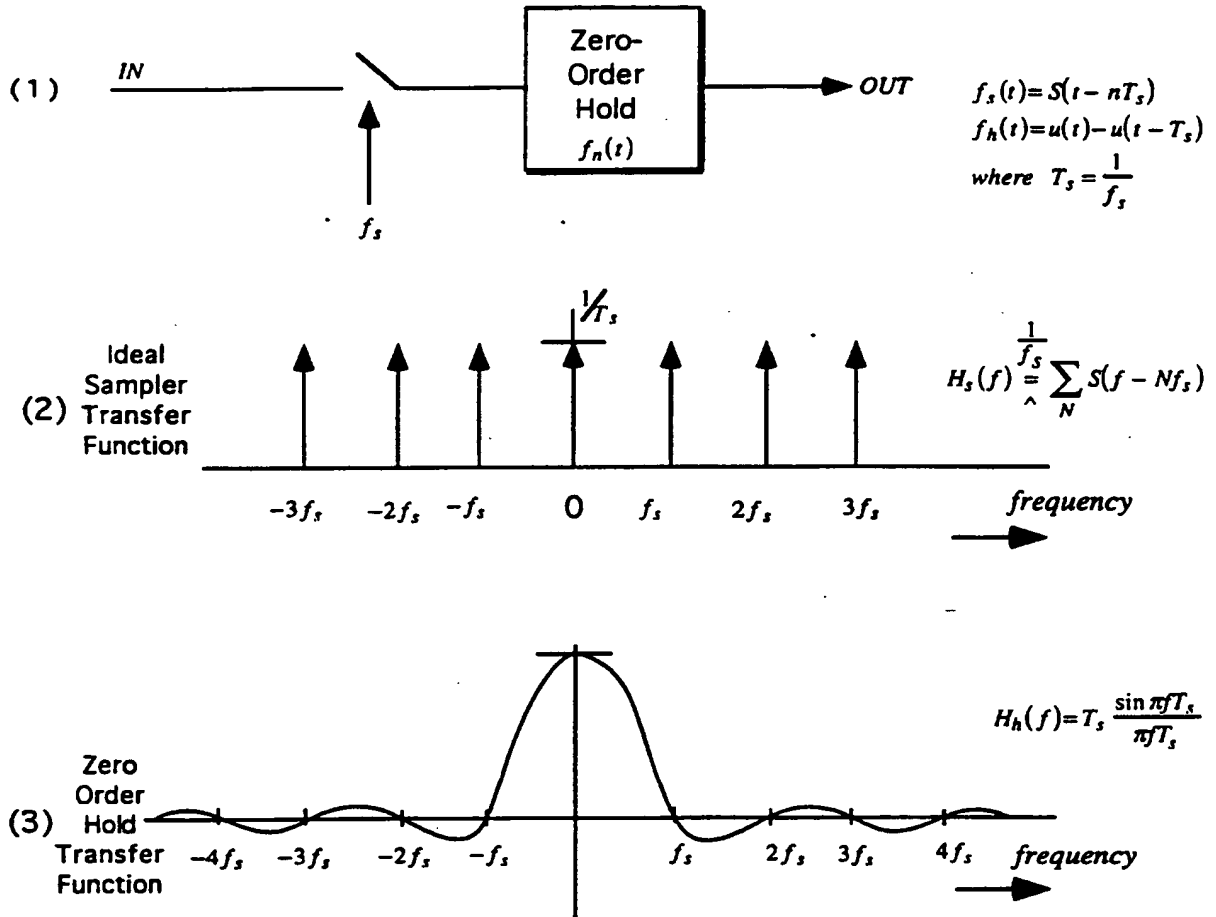 (1)
IN
Zero-
Order
Hold
f_n(t)
OUT
f_s
f_s(t)=S(t-nT_s)
f_h(t)=u(t)-u(t-T_s)
where T_s=1/f_s
(2)
Ideal
Sampler
Transfer
Function
1/T_s
H_s(f) = ^ 1/f_s ∑_N S(f-Nf_s)
-3f_s -2f_s -f_s 0 f_s 2f_s 3f_s frequency
(3)
Zero
Order
Hold
Transfer
Function
H_h(f)=T_s sin πfT_s/πfT_s
-4f_s -3f_s -2f_s -f_s f_s 2f_s 3f_s 4f_s frequency